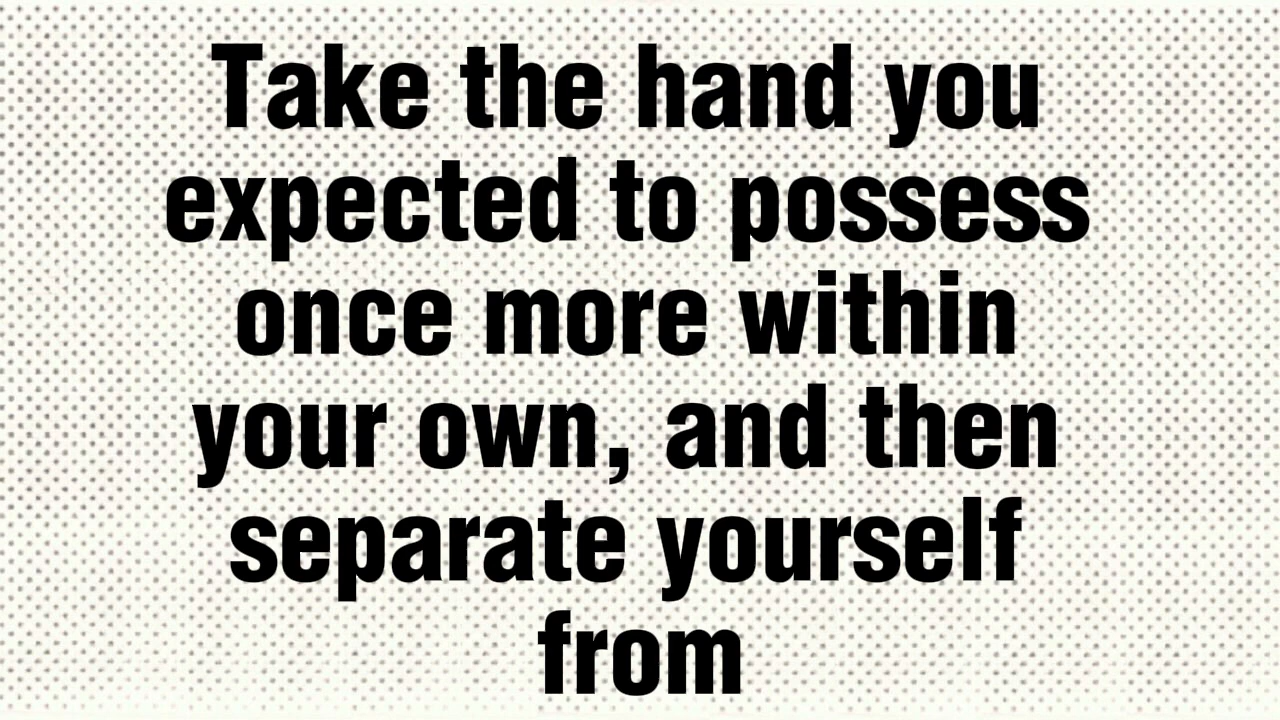 Take the hand you
expected to possess
once more within
your own, and then
separate yourself
from